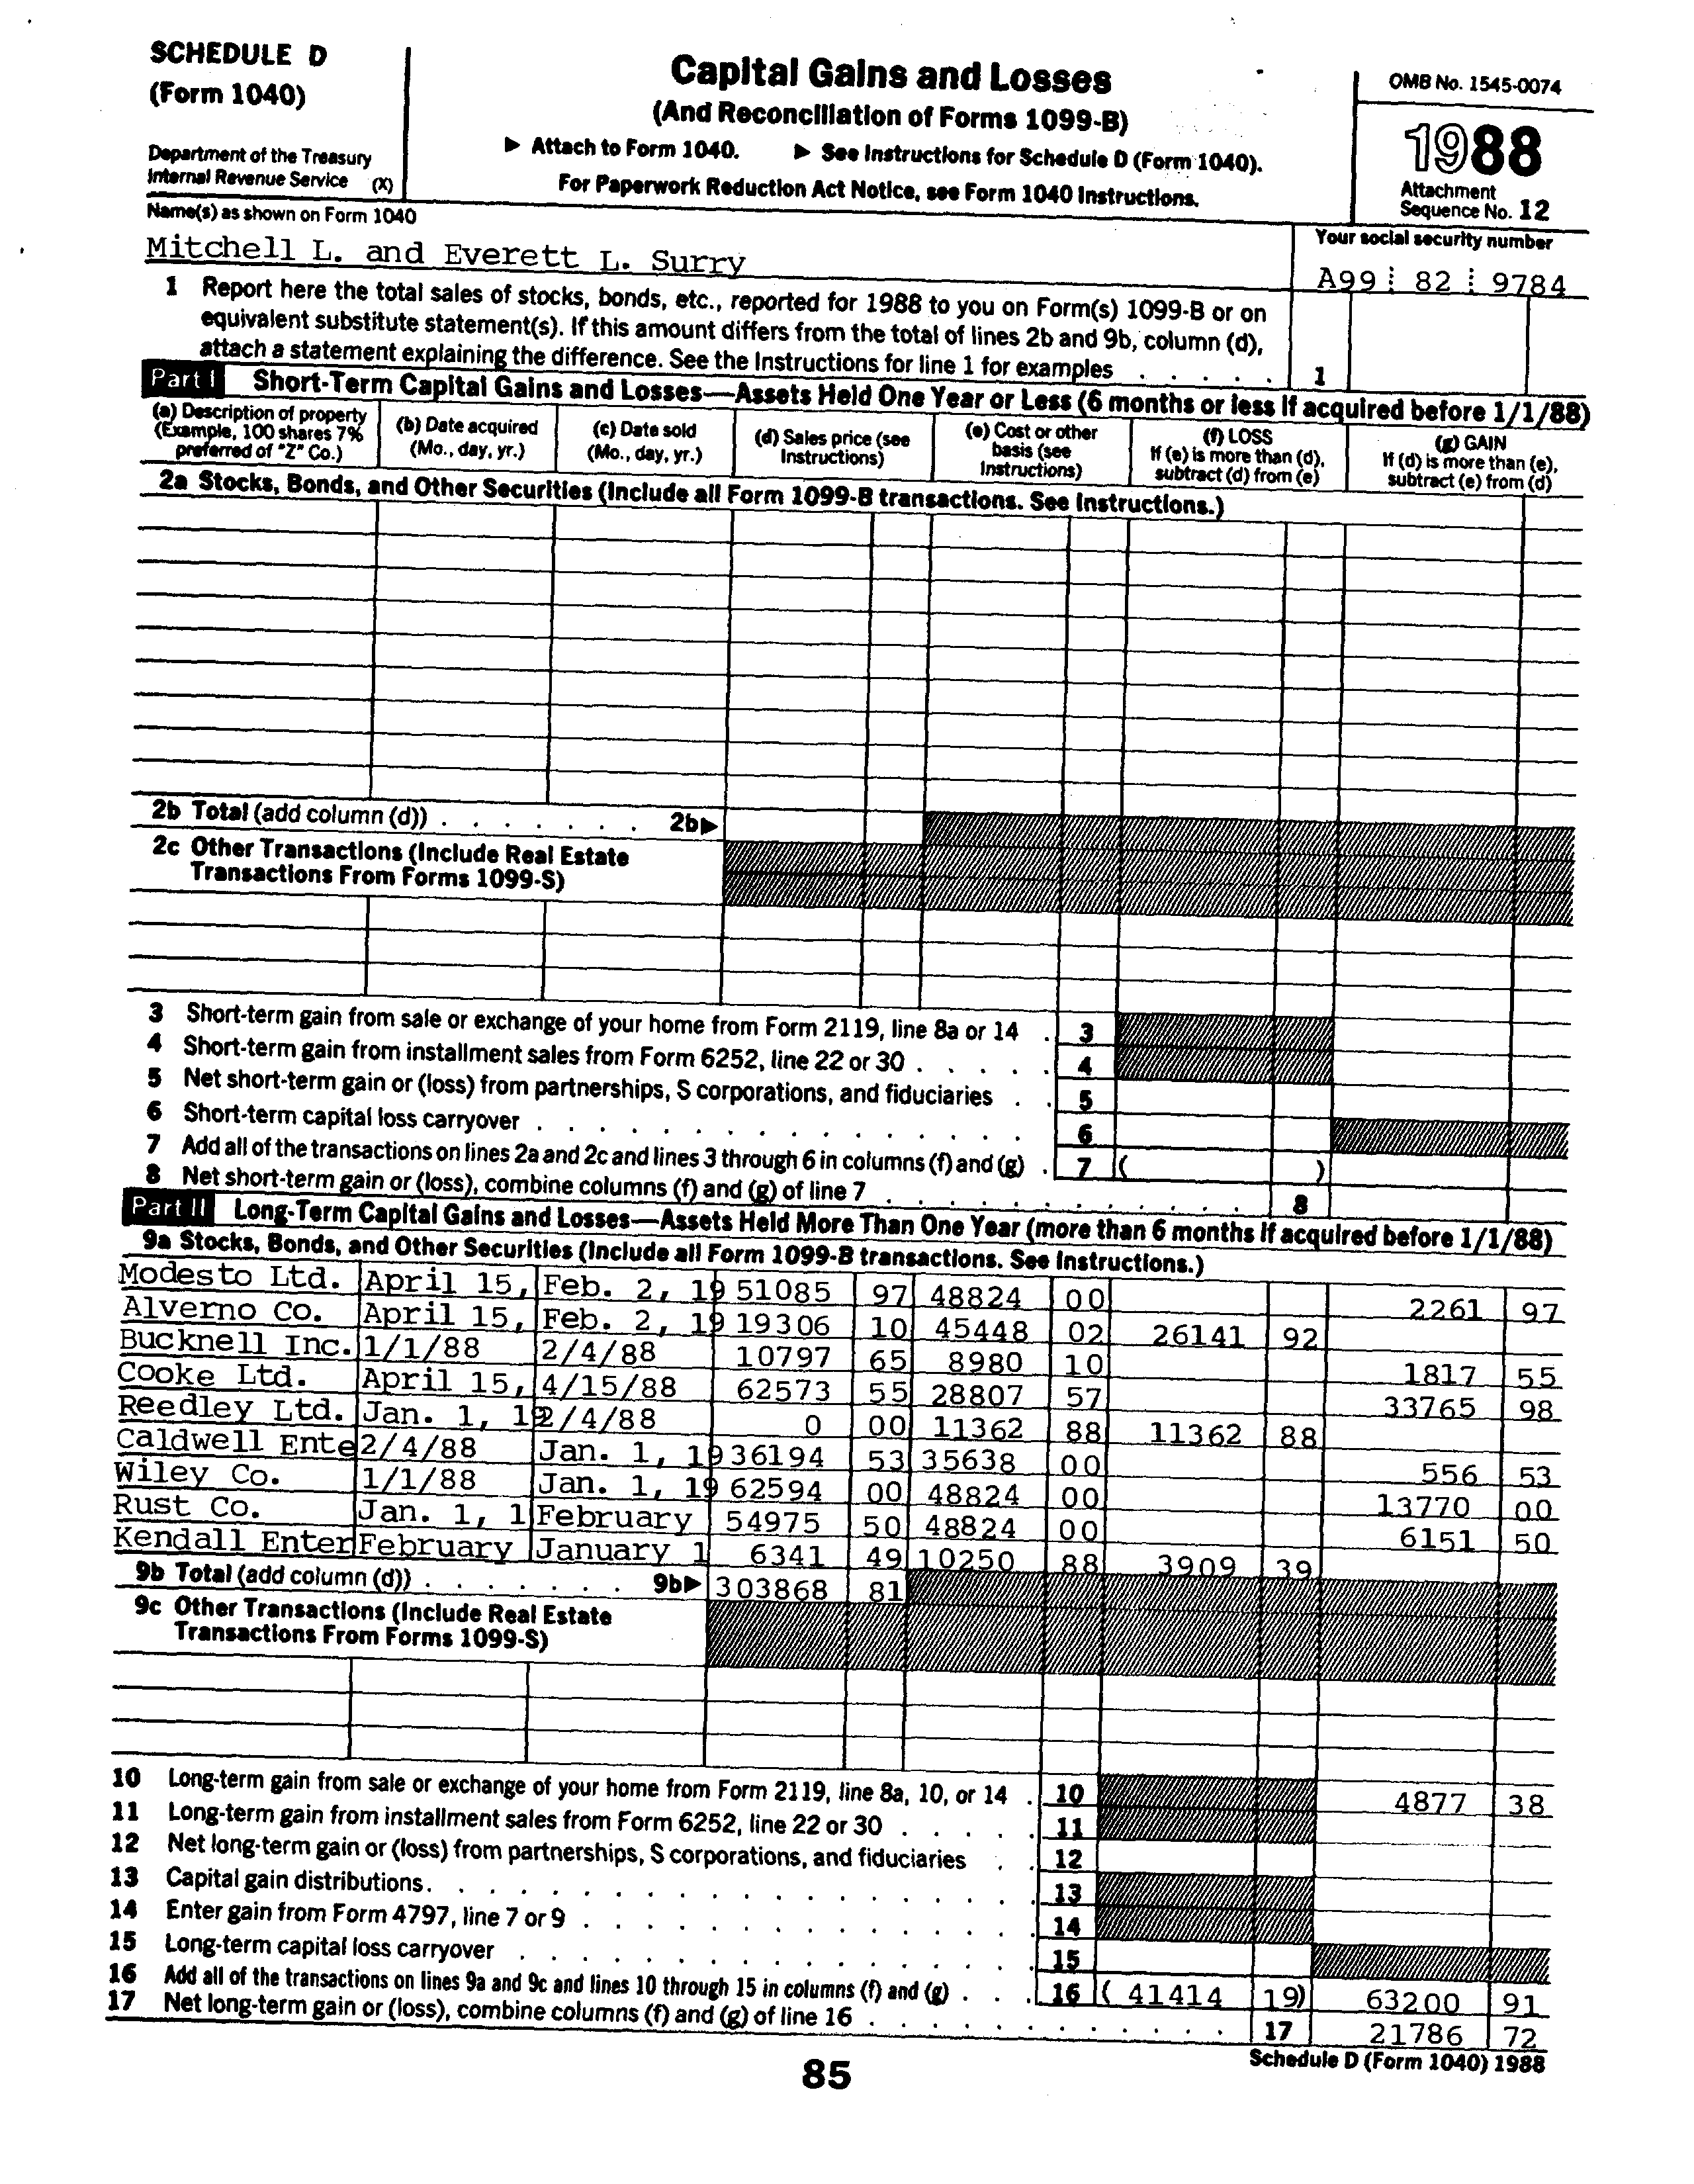 SCHEDULE D
(Form 1040)
Department of the Treasury
Internal Revenue Service (X)
Capital Gains and Losses
(And Reconciliation of Forms 1099-B)
▶ Attach to Form 1040. ▶ See Instructions for Schedule D (Form 1040).
For Paperwork Reduction Act Notice, see Form 1040 Instructions.
OMB No. 1545-0074
1988
Attachment
Sequence No. 12
Name(s) as shown on Form 1040
Your social security number
Mitchell L. and Everett L. Surry
A99 82 9784
1 Report here the total sales of stocks, bonds, etc., reported for 1988 to you on Form(s) 1099-B or on
equivalent substitute statement(s). If this amount differs from the total of lines 2b and 9b, column (d),
attach a statement explaining the difference. See the Instructions for line 1 for examples . . . . . 1
Part I Short-Term Capital Gains and Losses—Assets Held One Year or Less (6 months or less if acquired before 1/1/88)
(a) Description of property
(Example, 100 shares 7%
preferred of "Z" Co.)
(b) Date acquired
(Mo., day, yr.)
(c) Date sold
(Mo., day, yr.)
(d) Sales price (see
Instructions)
(e) Cost or other
basis (see
Instructions)
(f) LOSS
If (e) is more than (d),
subtract (d) from (e)
(g) GAIN
If (d) is more than (e),
subtract (e) from (d)
2a Stocks, Bonds, and Other Securities (Include all Form 1099-B transactions. See Instructions.)
2b Total (add column (d)) . . . . . . . 2b▶
2c Other Transactions (Include Real Estate
Transactions From Forms 1099-S)
3 Short-term gain from sale or exchange of your home from Form 2119, line 8a or 14 . 3
4 Short-term gain from installment sales from Form 6252, line 22 or 30 . . . . . 4
5 Net short-term gain or (loss) from partnerships, S corporations, and fiduciaries . . 5
6 Short-term capital loss carryover . . . . . . . . . . . . . . . . 6
7 Add all of the transactions on lines 2a and 2c and lines 3 through 6 in columns (f) and (g) . 7 ( )
8 Net short-term gain or (loss), combine columns (f) and (g) of line 7 . . . . . . . . . . . . 8
Part II Long-Term Capital Gains and Losses—Assets Held More Than One Year (more than 6 months if acquired before 1/1/88)
9a Stocks, Bonds, and Other Securities (Include all Form 1099-B transactions. See Instructions.)
Modesto Ltd. April 15, Feb. 2, 19 51085 97 48824 00 2261 97
Alverno Co. April 15, Feb. 2, 19 19306 10 45448 02 26141 92
Bucknell Inc. 1/1/88 2/4/88 10797 65 8980 10 1817 55
Cooke Ltd. April 15, 4/15/88 62573 55 28807 57 33765 98
Reedley Ltd. Jan. 1, 19 2/4/88 0 00 11362 88 11362 88
Caldwell Ente 2/4/88 Jan. 1, 19 36194 53 35638 00 556 53
Wiley Co. 1/1/88 Jan. 1, 19 62594 00 48824 00 13770 00
Rust Co. Jan. 1, 1 February 54975 50 48824 00 6151 50
Kendall Enter February January 1 6341 49 10250 88 3909 39
9b Total (add column (d)) . . . . . . . 9b▶ 303868 81
9c Other Transactions (Include Real Estate
Transactions From Forms 1099-S)
10 Long-term gain from sale or exchange of your home from Form 2119, line 8a, 10, or 14 . 10 4877 38
11 Long-term gain from installment sales from Form 6252, line 22 or 30 . . . . . 11
12 Net long-term gain or (loss) from partnerships, S corporations, and fiduciaries . . 12
13 Capital gain distributions. . . . . . . . . . . . . . . . . . . 13
14 Enter gain from Form 4797, line 7 or 9 . . . . . . . . . . . . . . 14
15 Long-term capital loss carryover . . . . . . . . . . . . . . . . 15
16 Add all of the transactions on lines 9a and 9c and lines 10 through 15 in columns (f) and (g) . . . 16 ( 41414 19) 63200 91
17 Net long-term gain or (loss), combine columns (f) and (g) of line 16 . . . . . . . . . . . . 17 21786 72
Schedule D (Form 1040) 1988
85